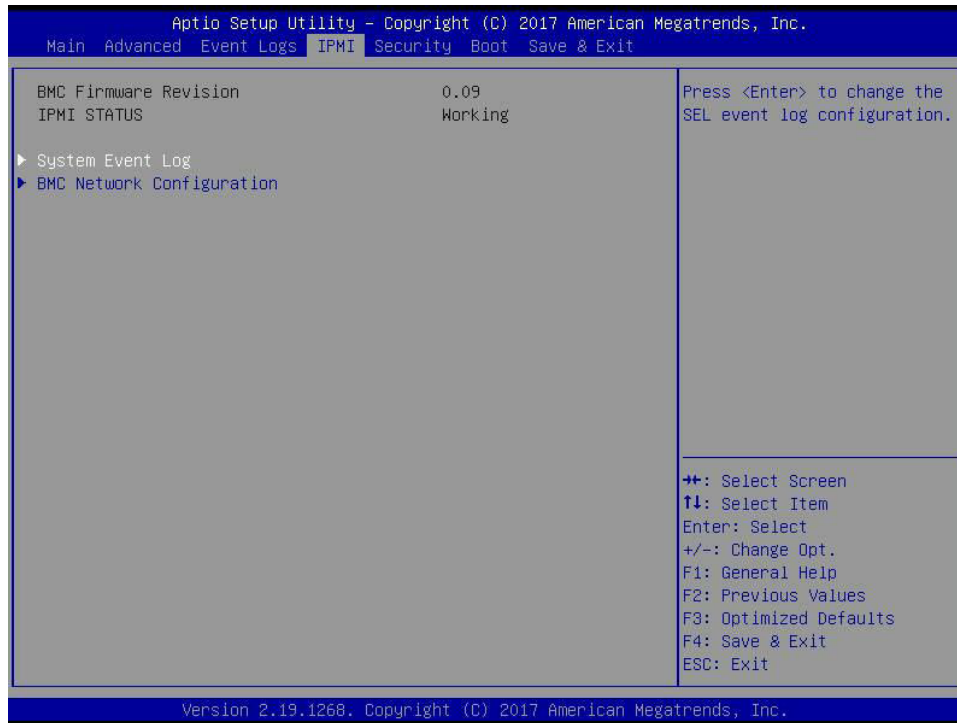 Aptio Setup Utility – Copyright (C) 2017 American Megatrends, Inc.
Main Advanced Event Logs IPMI Security Boot Save & Exit
BMC Firmware Revision 0.09
IPMI STATUS Working
▶ System Event Log
▶ BMC Network Configuration
Press <Enter> to change the
SEL event log configuration.
→←: Select Screen
↑↓: Select Item
Enter: Select
+/-: Change Opt.
F1: General Help
F2: Previous Values
F3: Optimized Defaults
F4: Save & Exit
ESC: Exit
Version 2.19.1268. Copyright (C) 2017 American Megatrends, Inc.